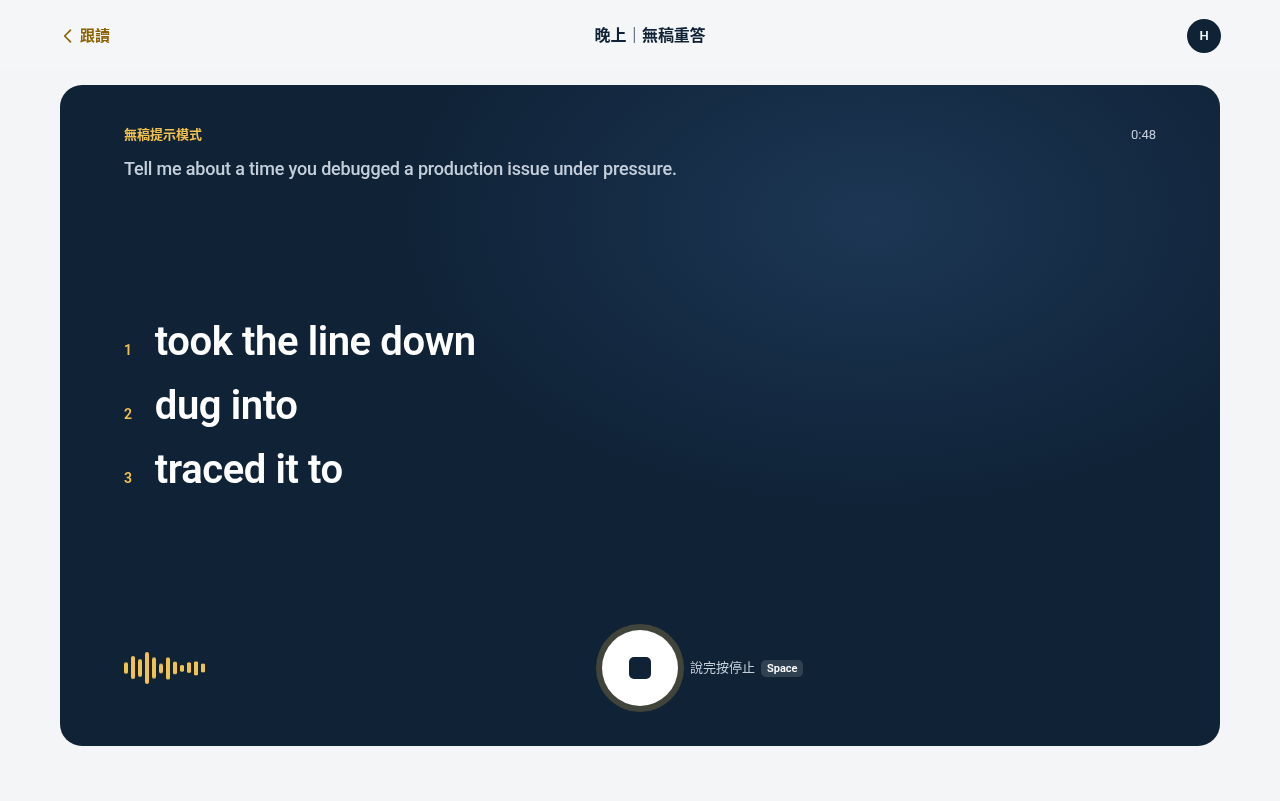 跟讀
晚上｜無稿重答
H
無稿提示模式
0:48
Tell me about a time you debugged a production issue under pressure.
1 took the line down
2 dug into
3 traced it to
說完按停止 Space